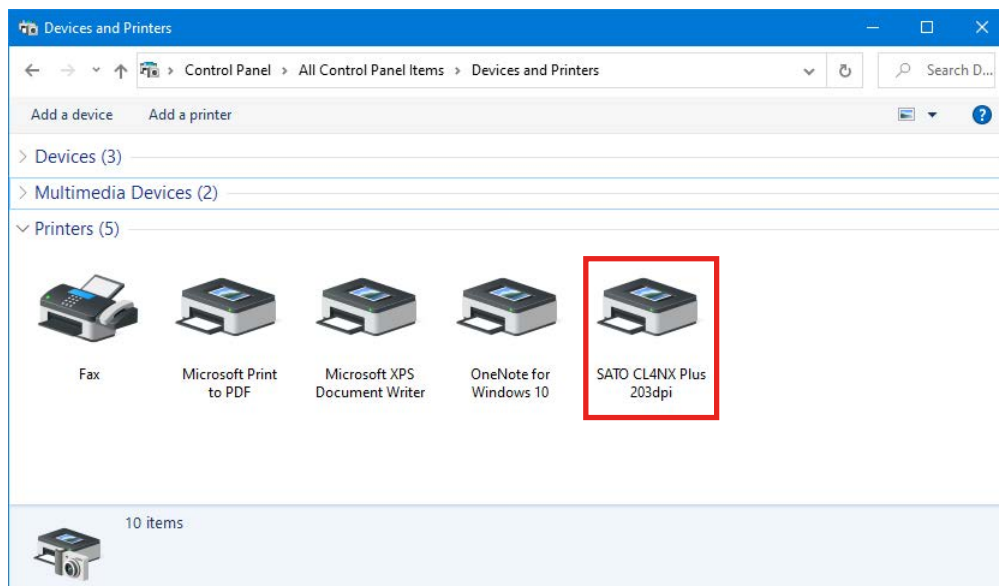 Devices and Printers
Control Panel > All Control Panel Items > Devices and Printers
Search D...
Add a device Add a printer
?
> Devices (3)
> Multimedia Devices (2)
Printers (5)
Fax
Microsoft Print
to PDF
Microsoft XPS
Document Writer
OneNote for
Windows 10
SATO CL4NX Plus
203dpi
10 items